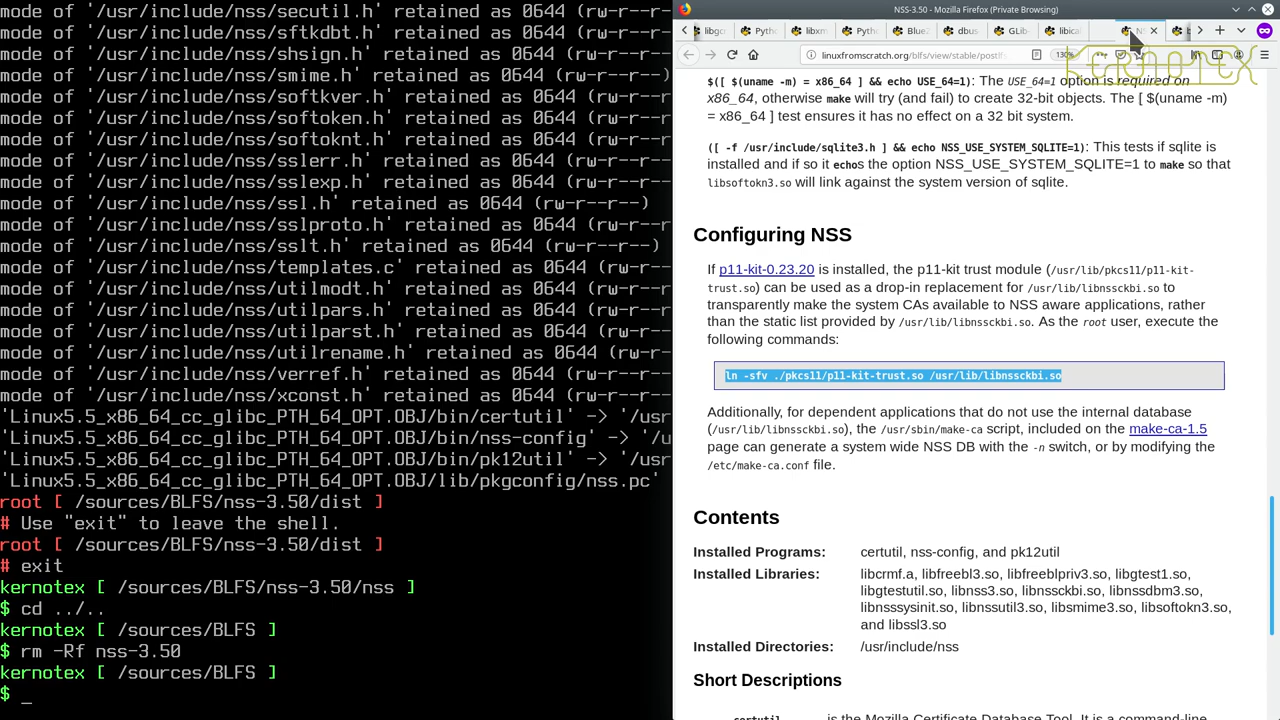 mode of '/usr/include/nss/secutil.h' retained as 0644 (rw-r--r--)
mode of '/usr/include/nss/sftkdbt.h' retained as 0644 (rw-r--r
mode of '/usr/include/nss/shsign.h' retained as 0644 (rw-r--r-
mode of '/usr/include/nss/smime.h' retained as 0644 (rw-r--r--
mode of '/usr/include/nss/softkver.h' retained as 0644 (rw-r--
mode of '/usr/include/nss/softoken.h' retained as 0644 (rw-r--
mode of '/usr/include/nss/softoknt.h' retained as 0644 (rw-r--
mode of '/usr/include/nss/sslerr.h' retained as 0644 (rw-r--r-
mode of '/usr/include/nss/sslexp.h' retained as 0644 (rw-r--r-
mode of '/usr/include/nss/ssl.h' retained as 0644 (rw-r--r--)
mode of '/usr/include/nss/sslproto.h' retained as 0644 (rw-r--
mode of '/usr/include/nss/sslt.h' retained as 0644 (rw-r--r--)
mode of '/usr/include/nss/templates.c' retained as 0644 (rw-r-
mode of '/usr/include/nss/utilmodt.h' retained as 0644 (rw-r--
mode of '/usr/include/nss/utilpars.h' retained as 0644 (rw-r--
mode of '/usr/include/nss/utilparst.h' retained as 0644 (rw-r-
mode of '/usr/include/nss/utilrename.h' retained as 0644 (rw-r
mode of '/usr/include/nss/verref.h' retained as 0644 (rw-r--r-
mode of '/usr/include/nss/xconst.h' retained as 0644 (rw-r--r-
'Linux5.5_x86_64_cc_glibc_PTH_64_OPT.OBJ/bin/certutil' -> '/usr
'Linux5.5_x86_64_cc_glibc_PTH_64_OPT.OBJ/bin/nss-config' -> '/u
'Linux5.5_x86_64_cc_glibc_PTH_64_OPT.OBJ/bin/pk12util' -> '/usr
'Linux5.5_x86_64_cc_glibc_PTH_64_OPT.OBJ/lib/pkgconfig/nss.pc'
root [ /sources/BLFS/nss-3.50/dist ]
# Use "exit" to leave the shell.
root [ /sources/BLFS/nss-3.50/dist ]
# exit
kernotex [ /sources/BLFS/nss-3.50/nss ]
$ cd ../..
kernotex [ /sources/BLFS ]
$ rm -Rf nss-3.50
kernotex [ /sources/BLFS ]
$ _
NSS-3.50 - Mozilla Firefox (Private Browsing)
libgc Pytho libxm Pytho Blue dbus GLib libica
linuxfromscratch.org/blfs/view/stable/postlf 130%
KERNOTEX
$([ $(uname -m) = x86_64 ] && echo USE_64=1): The USE_64=1 option is required on
x86_64, otherwise make will try (and fail) to create 32-bit objects. The [ $(uname -m)
= x86_64 ] test ensures it has no effect on a 32 bit system.
([ -f /usr/include/sqlite3.h ] && echo NSS_USE_SYSTEM_SQLITE=1): This tests if sqlite is
installed and if so it echos the option NSS_USE_SYSTEM_SQLITE=1 to make so that
libsoftokn3.so will link against the system version of sqlite.
Configuring NSS
If p11-kit-0.23.20 is installed, the p11-kit trust module (/usr/lib/pkcs11/p11-kit-
trust.so) can be used as a drop-in replacement for /usr/lib/libnssckbi.so to
transparently make the system CAs available to NSS aware applications, rather
than the static list provided by /usr/lib/libnssckbi.so. As the root user, execute the
following commands:
ln -sfv ./pkcs11/p11-kit-trust.so /usr/lib/libnssckbi.so
Additionally, for dependent applications that do not use the internal database
(/usr/lib/libnssckbi.so), the /usr/sbin/make-ca script, included on the make-ca-1.5
page can generate a system wide NSS DB with the -n switch, or by modifying the
/etc/make-ca.conf file.
Contents
Installed Programs: certutil, nss-config, and pk12util
Installed Libraries: libcrmf.a, libfreebl3.so, libfreeblpriv3.so, libgtest1.so,
libgtestutil.so, libnss3.so, libnssckbi.so, libnssdbm3.so,
libnsssysinit.so, libnssutil3.so, libsmime3.so, libsoftokn3.so,
and libssl3.so
Installed Directories: /usr/include/nss
Short Descriptions
certutil is the Mozilla Certificate Database Tool. It is a command-line